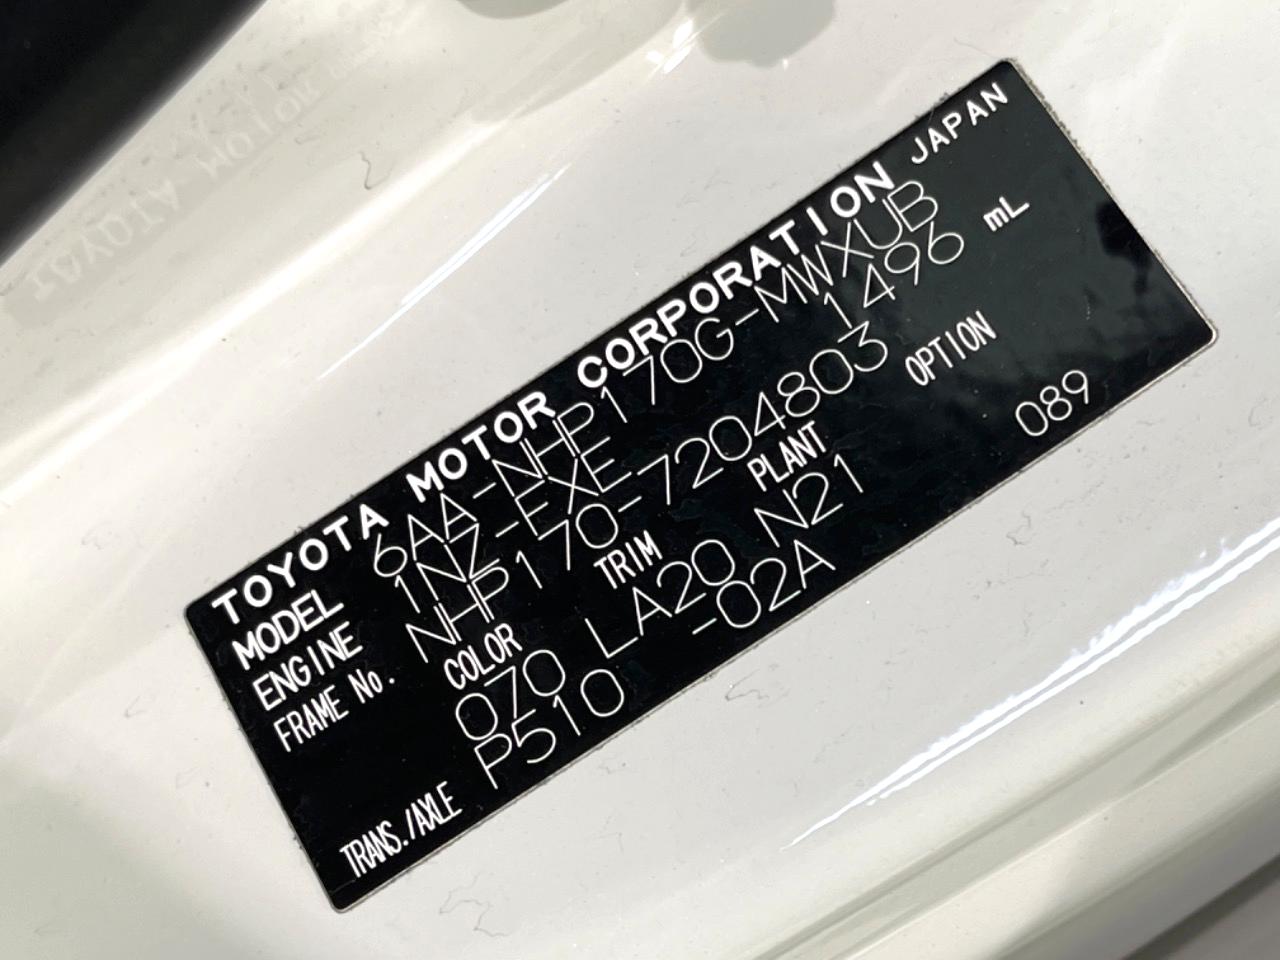 TOYOTA MOTOR CORPORATION JAPAN
MODEL 6AA-NHP170G-MWXUB
ENGINE 1NZ-EXE 1496 mL
FRAME No. NHP170-7204803
COLOR TRIM PLANT OPTION
070 LA20 N21 089
TRANS./AXLE P510 -02A